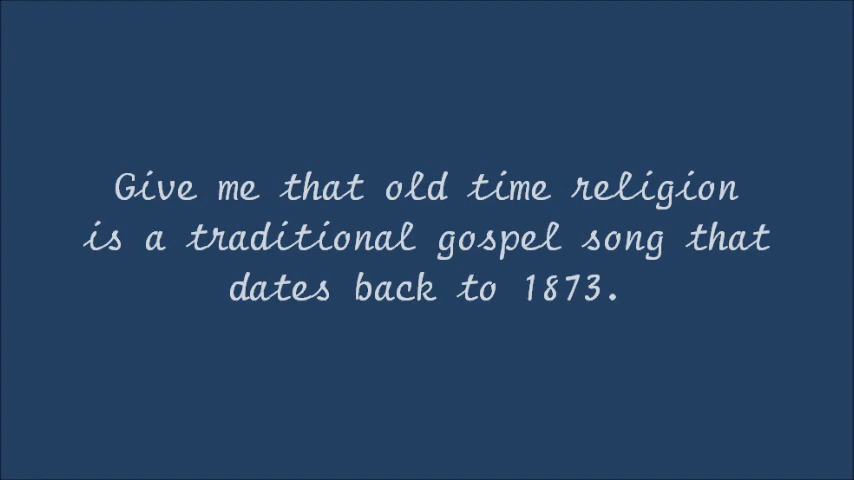 Give me that old time religion
is a traditional gospel song that
dates back to 1873.